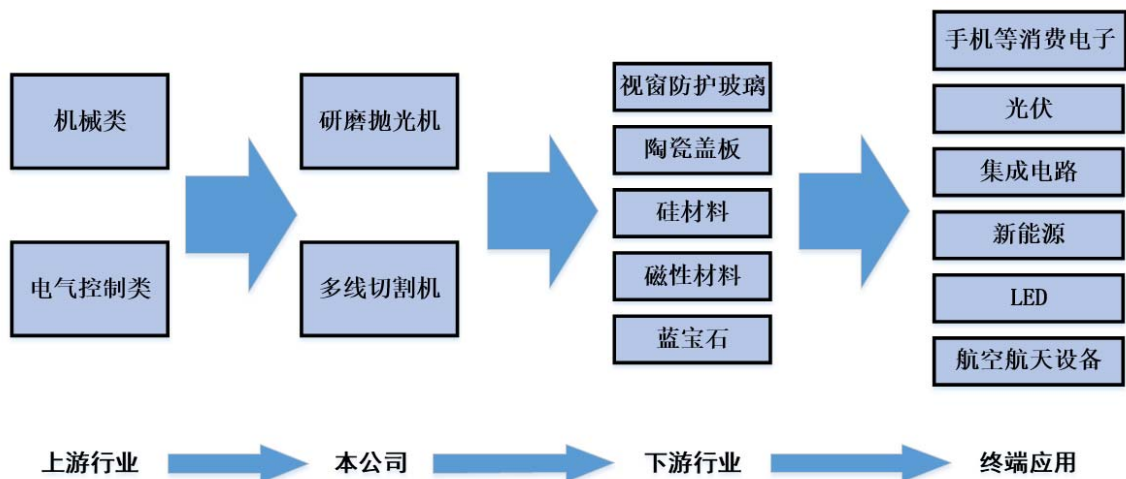 机械类
电气控制类
研磨抛光机
多线切割机
视窗防护玻璃
陶瓷盖板
硅材料
磁性材料
蓝宝石
手机等消费电子
光伏
集成电路
新能源
LED
航空航天设备
上游行业
本公司
下游行业
终端应用